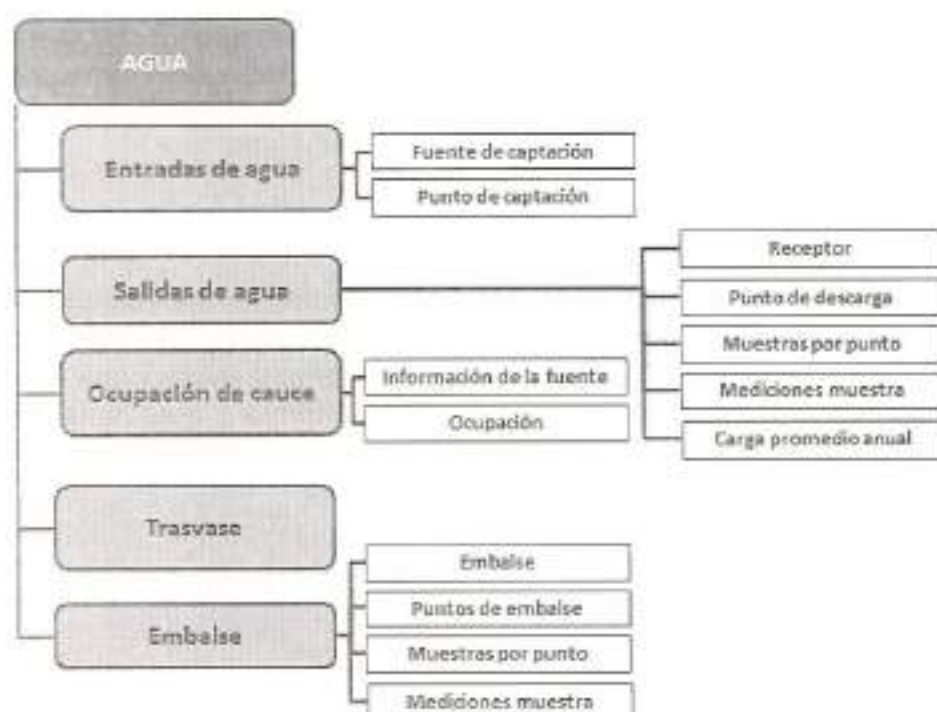 AGUA
Entradas de agua
Fuente de captación
Punto de captación
Salidas de agua
Receptor
Punto de descarga
Muestras por punto
Mediciones muestra
Carga promedio anual
Ocupación de cauce
Información de la fuente
Ocupación
Trasvase
Embalse
Embalse
Puntos de embalse
Muestras por punto
Mediciones muestra